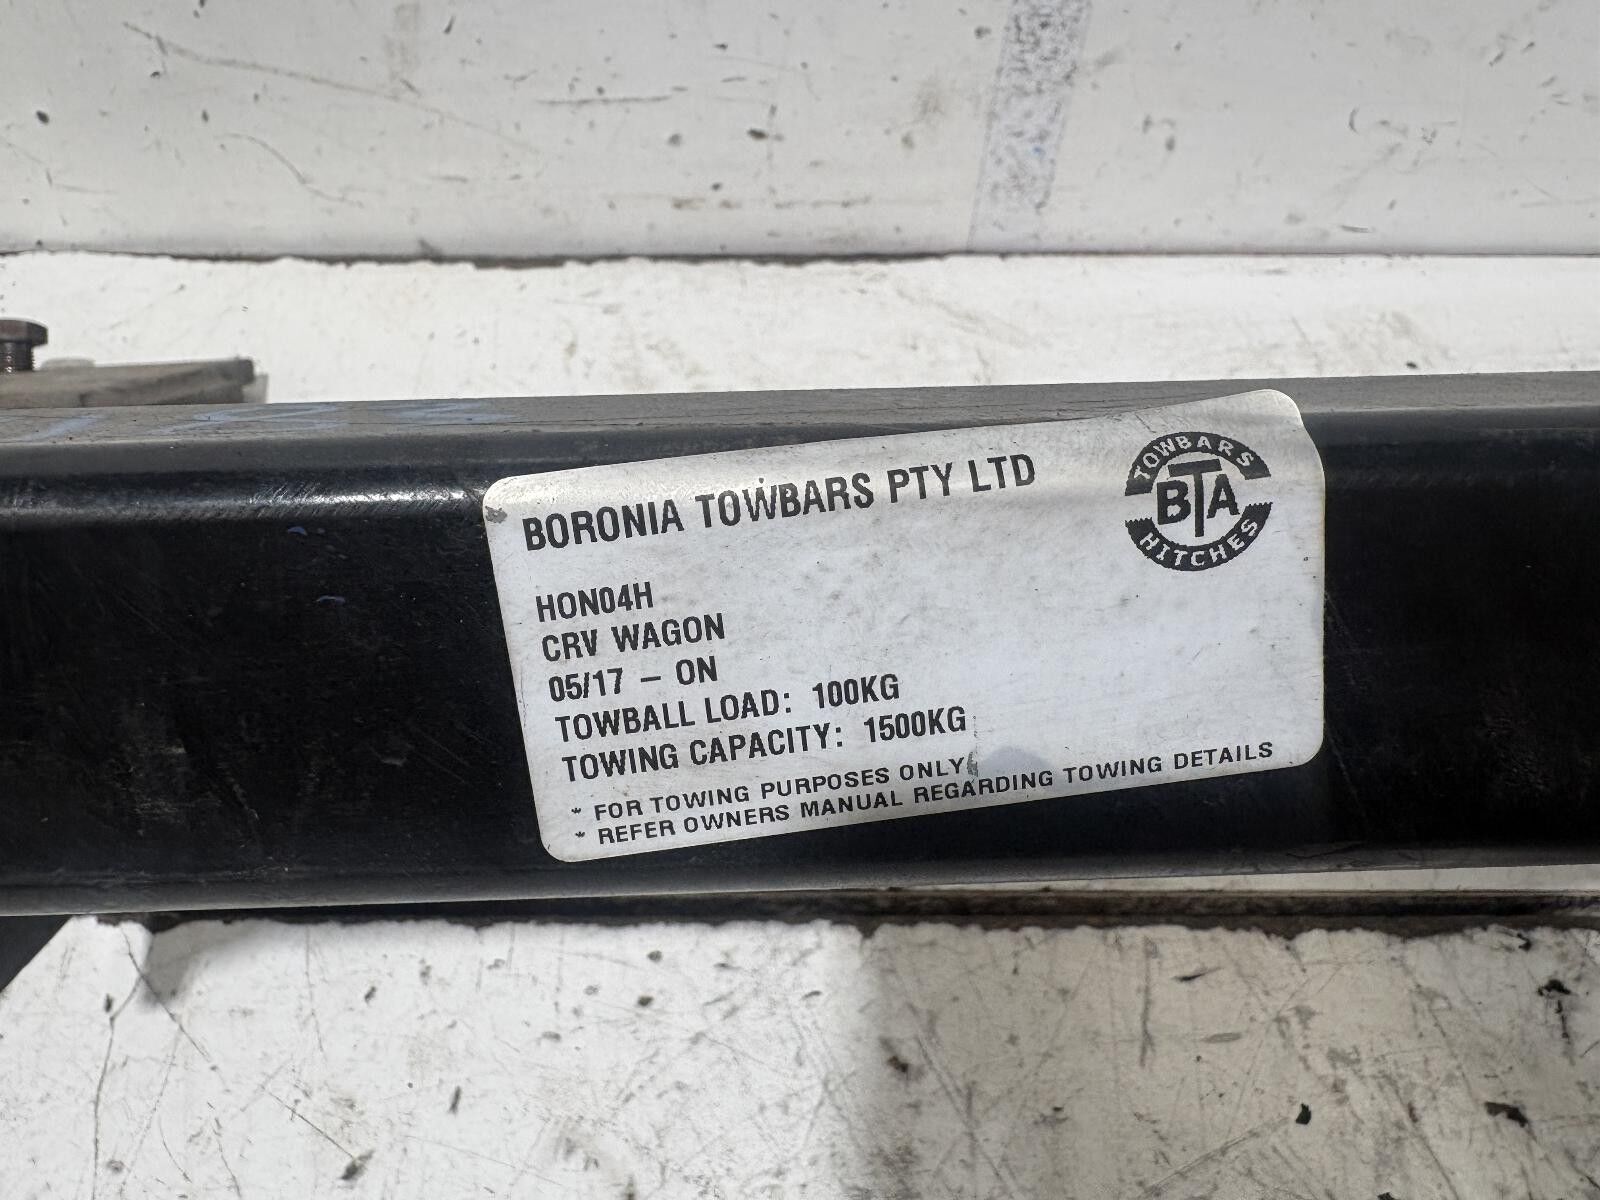 BORONIA TOWBARS PTY LTD
TOWBARS
BTA
HITCHES
HON04H
CRV WAGON
05/17 – ON
TOWBALL LOAD: 100KG
TOWING CAPACITY: 1500KG
* FOR TOWING PURPOSES ONLY
* REFER OWNERS MANUAL REGARDING TOWING DETAILS